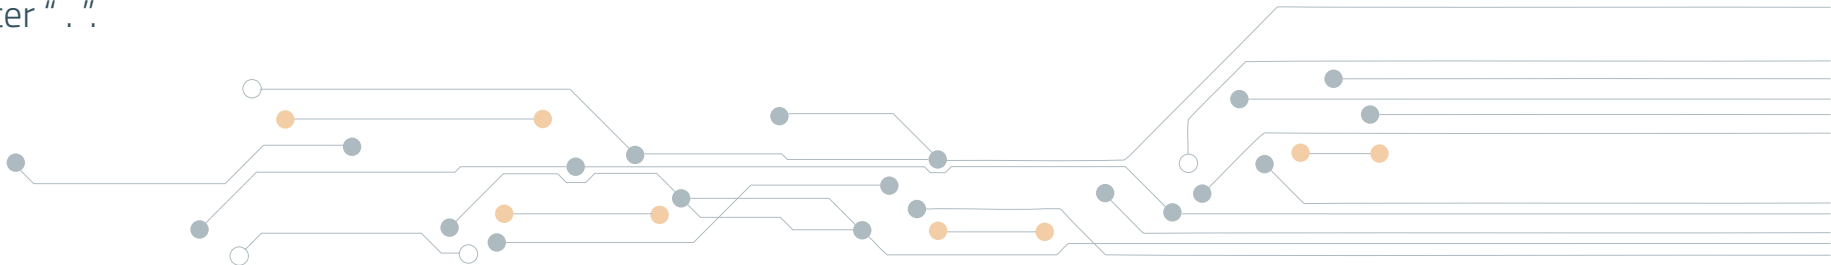 ter “ . ”.